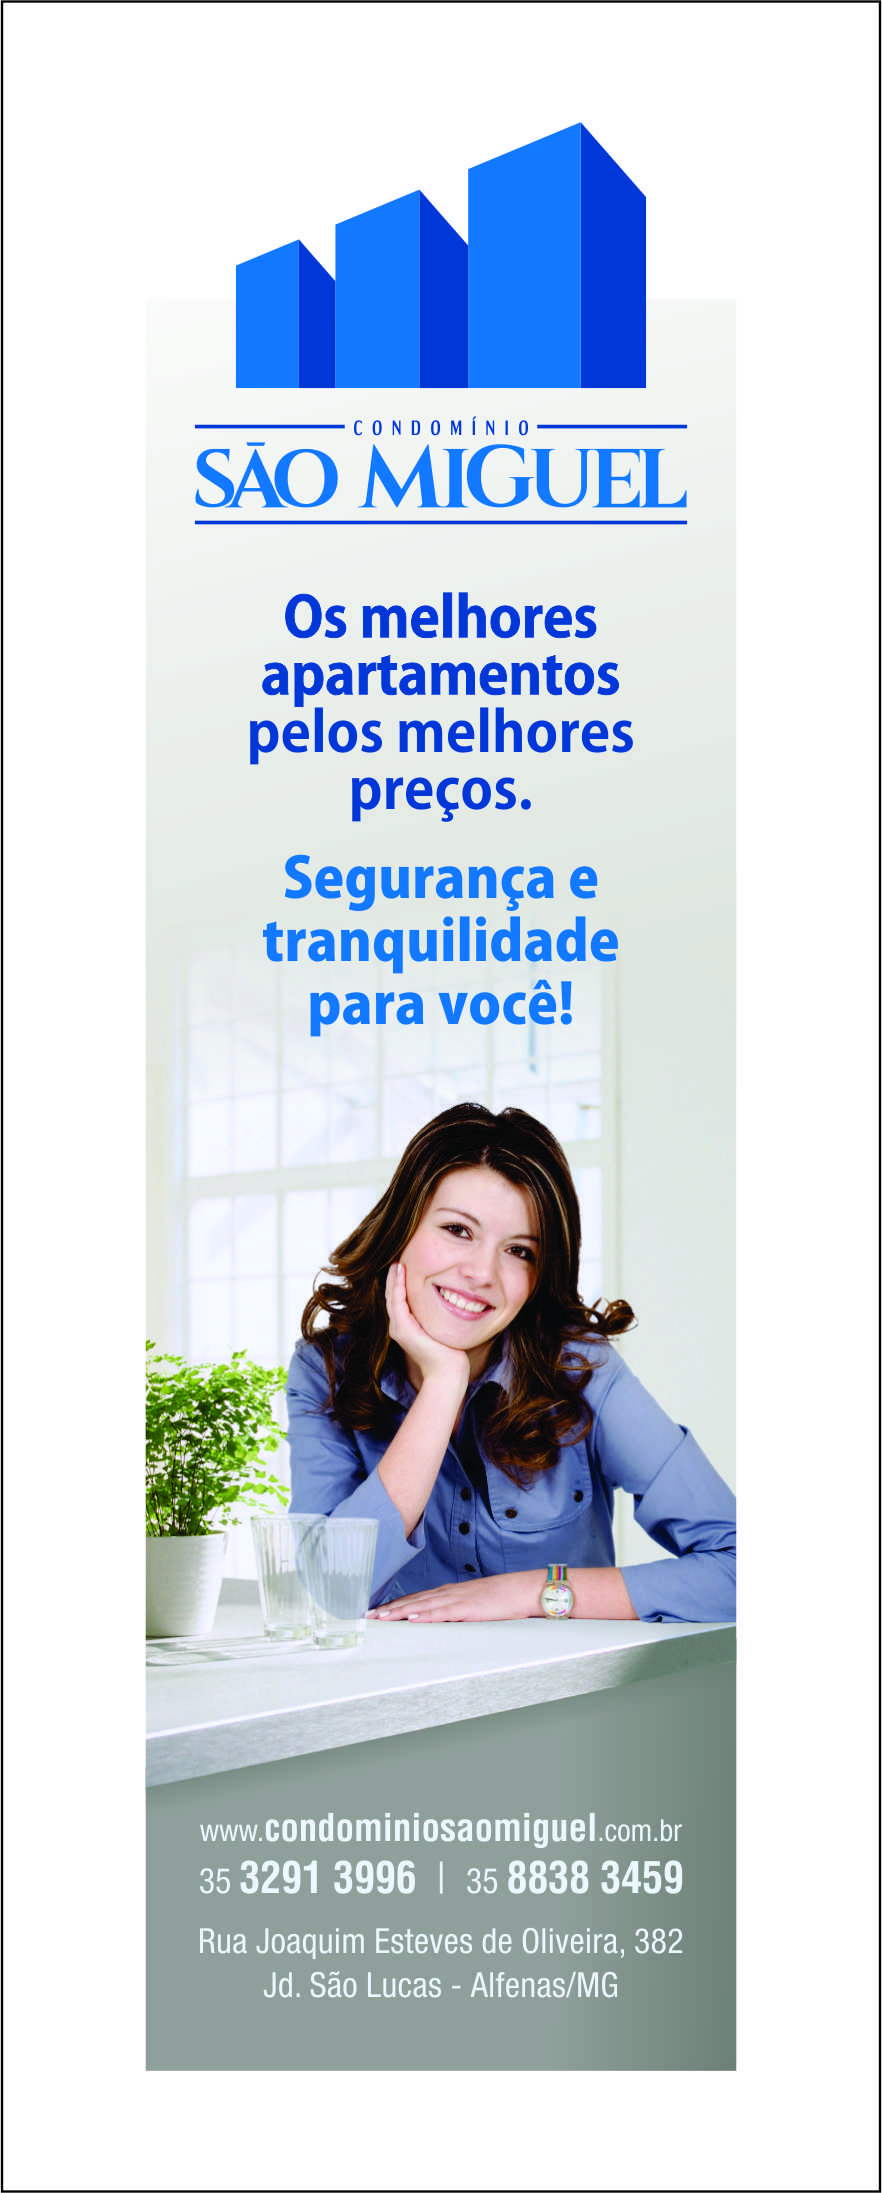 CONDOMÍNIO
SÃO MIGUEL
Os melhores
apartamentos
pelos melhores
preços.
Segurança e
tranquilidade
para você!
www.condominiosaomiguel.com.br
35 3291 3996 | 35 8838 3459
Rua Joaquim Esteves de Oliveira, 382
Jd. São Lucas - Alfenas/MG